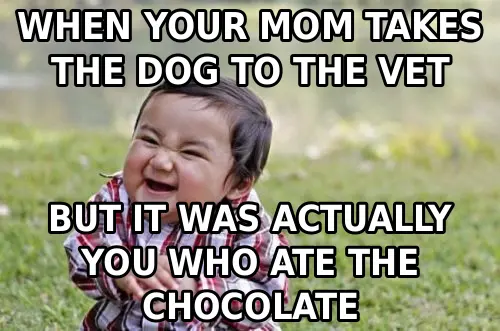 WHEN YOUR MOM TAKES
THE DOG TO THE VET
BUT IT WAS ACTUALLY
YOU WHO ATE THE
CHOCOLATE